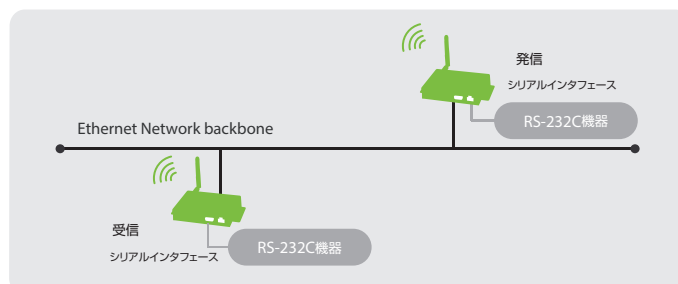 発信
シリアルインタフェース
RS-232C機器
Ethernet Network backbone
受信
シリアルインタフェース
RS-232C機器